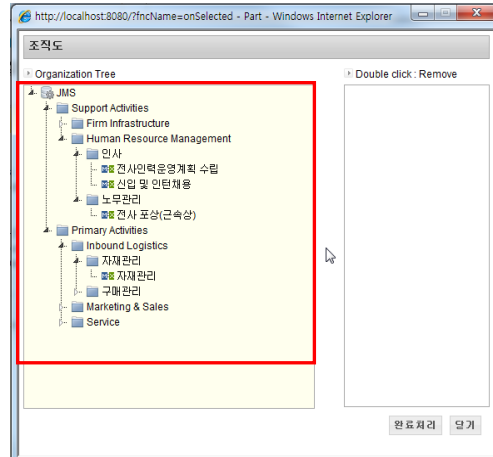 http://localhost:8080/?fncName=onSelected - Part - Windows Internet Explorer
조직도
Organization Tree
Double click : Remove
JMS
Support Activities
Firm Infrastructure
Human Resource Management
인사
전사인력운영계획 수립
신입 및 인턴채용
노무관리
전사 포상(근속상)
Primary Activities
Inbound Logistics
자재관리
자재관리
구매관리
Marketing & Sales
Service
완료처리 닫기